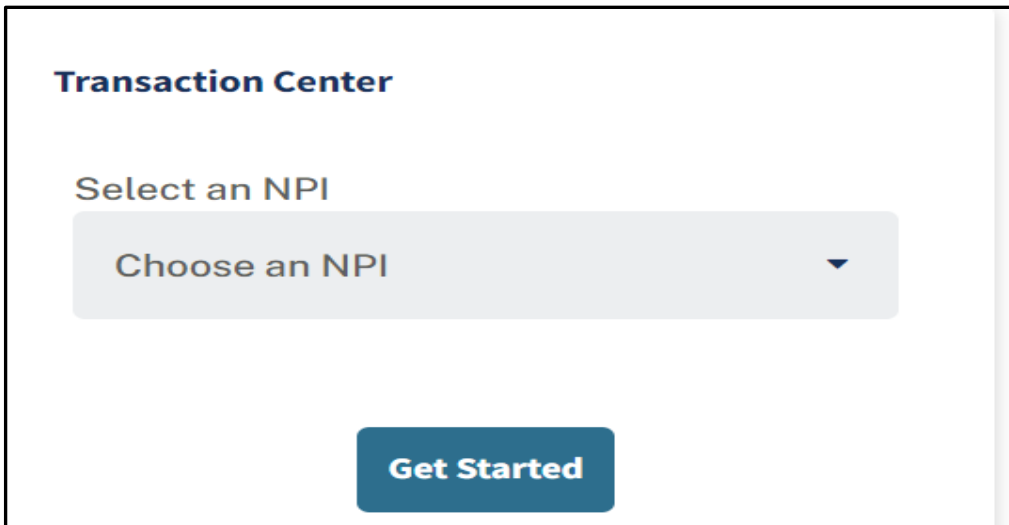 Transaction Center
Select an NPI
Choose an NPI
Get Started